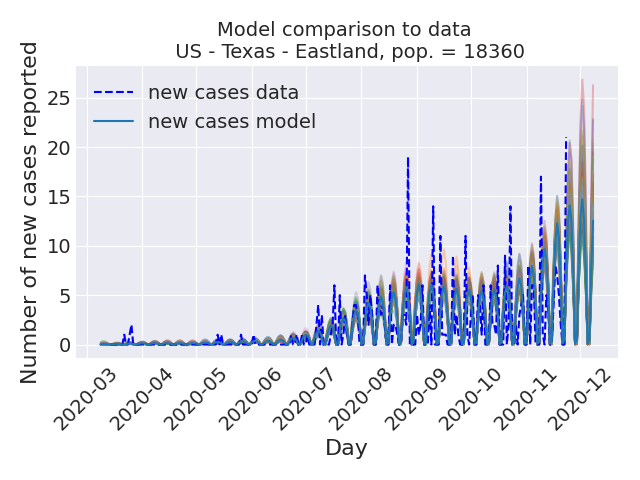 Model comparison to data
US - Texas - Eastland, pop. = 18360
Number of new cases reported
25
20
15
10
5
0
new cases data
new cases model
2020-03
2020-04
2020-05
2020-06
2020-07
2020-08
2020-09
2020-10
2020-11
2020-12
Day